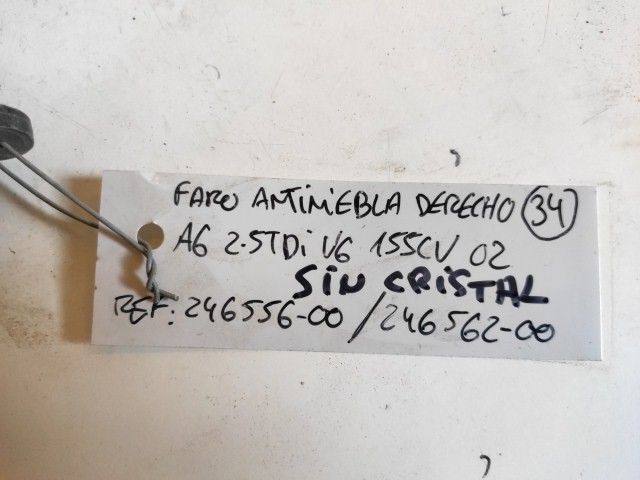 FARO ANTINIEBLA DERECHO 34
A6 2.5TDi V6 155CV 02
SIN CRISTAL
REF: 246556-00 / 246562-00